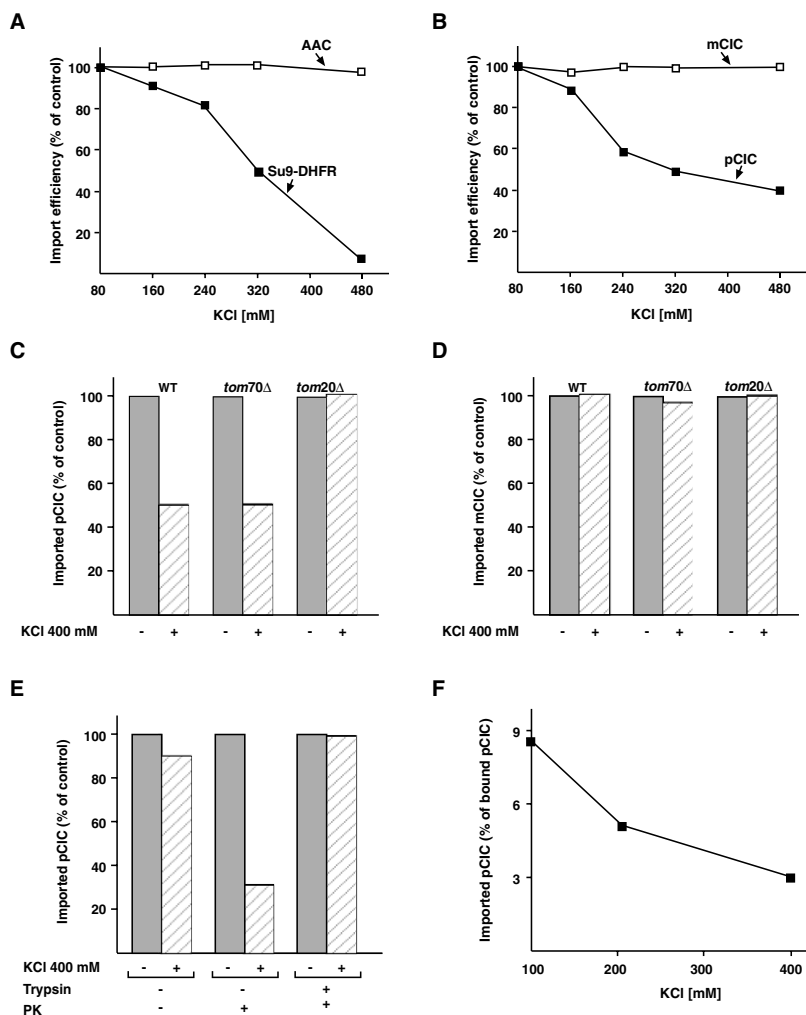 A
AAC
100
80
60
40
20
Su9-DHFR
Import efficiency (% of control)
80 160 240 320 400 480
KCl [mM]
B
mCIC
100
80
60
40
20
pCIC
Import efficiency (% of control)
80 160 240 320 400 480
KCl [mM]
C
WT tom70Δ tom20Δ
100
80
60
40
20
Imported pCIC (% of control)
KCl 400 mM - + - + - +
D
WT tom70Δ tom20Δ
100
80
60
40
20
Imported mCIC (% of control)
KCl 400 mM - + - + - +
E
100
80
60
40
20
Imported pCIC (% of control)
KCl 400 mM - + - + - +
Trypsin - - +
PK - + +
F
9
6
3
Imported pCIC (% of bound pCIC)
100 200 300 400
KCl [mM]